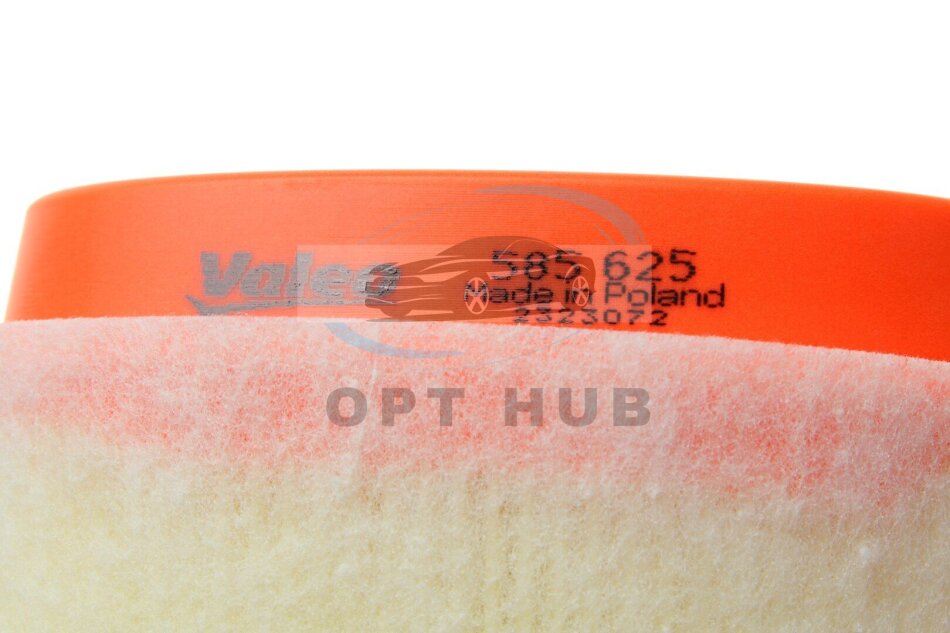 Valeo
585 625
Made in Poland
2323072
OPT HUB